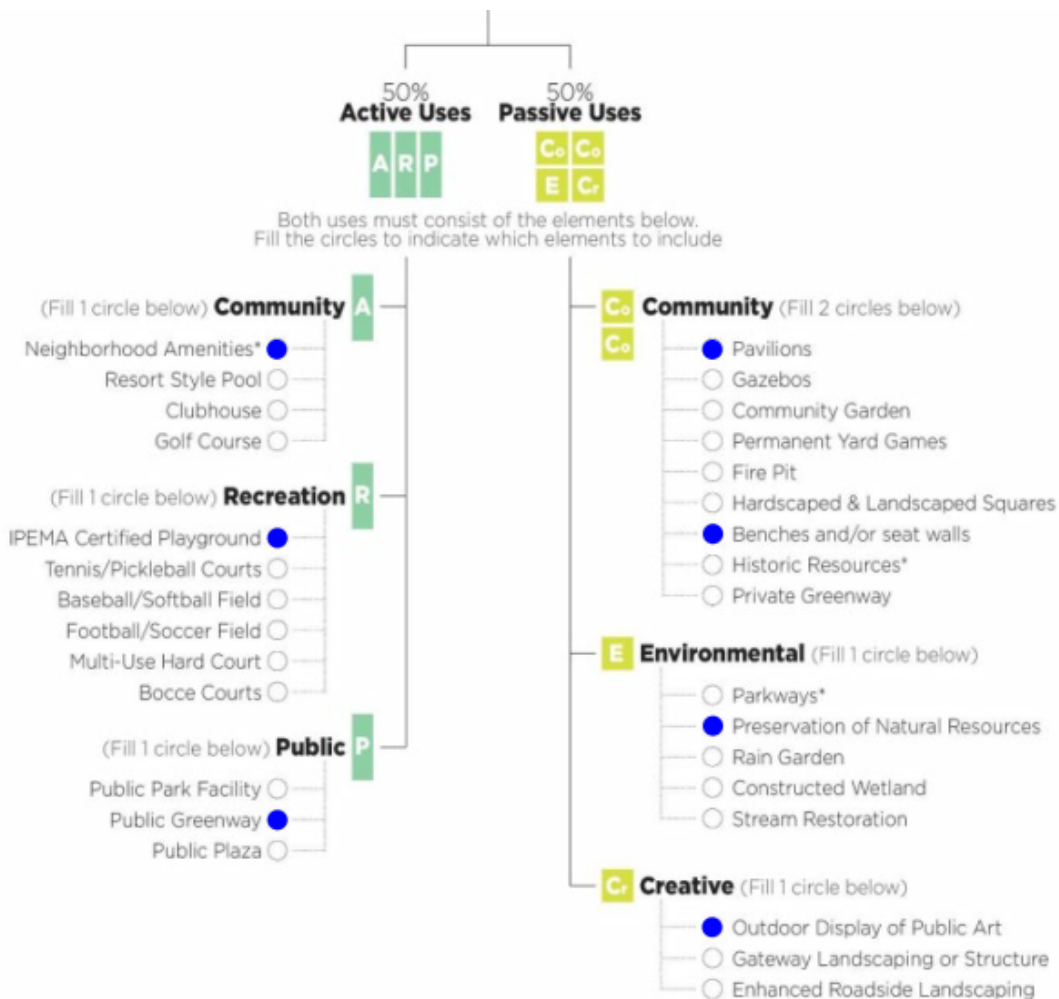 50%
Active Uses
A R P
50%
Passive Uses
Co Co
E Cr
Both uses must consist of the elements below.
Fill the circles to indicate which elements to include
(Fill 1 circle below) Community A
Neighborhood Amenities*
Resort Style Pool
Clubhouse
Golf Course
(Fill 1 circle below) Recreation R
IPEMA Certified Playground
Tennis/Pickleball Courts
Baseball/Softball Field
Football/Soccer Field
Multi-Use Hard Court
Bocce Courts
(Fill 1 circle below) Public P
Public Park Facility
Public Greenway
Public Plaza
Co Community (Fill 2 circles below)
Co
Pavilions
Gazebos
Community Garden
Permanent Yard Games
Fire Pit
Hardscaped & Landscaped Squares
Benches and/or seat walls
Historic Resources*
Private Greenway
E Environmental (Fill 1 circle below)
Parkways*
Preservation of Natural Resources
Rain Garden
Constructed Wetland
Stream Restoration
Cr Creative (Fill 1 circle below)
Outdoor Display of Public Art
Gateway Landscaping or Structure
Enhanced Roadside Landscaping